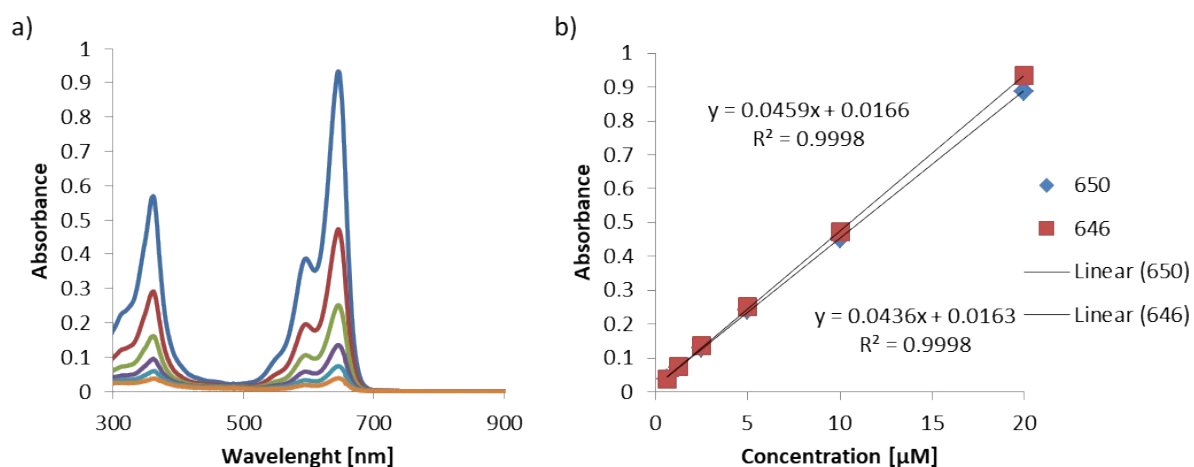 a)
1
0.9
0.8
0.7
0.6
0.5
0.4
0.3
0.2
0.1
0
Absorbance
300
500
700
900
Wavelenght [nm]
b)
1
0.9
0.8
0.7
0.6
0.5
0.4
0.3
0.2
0.1
0
Absorbance
y = 0.0459x + 0.0166
R² = 0.9998
y = 0.0436x + 0.0163
R² = 0.9998
0
5
10
15
20
Concentration [µM]
650
646
Linear (650)
Linear (646)